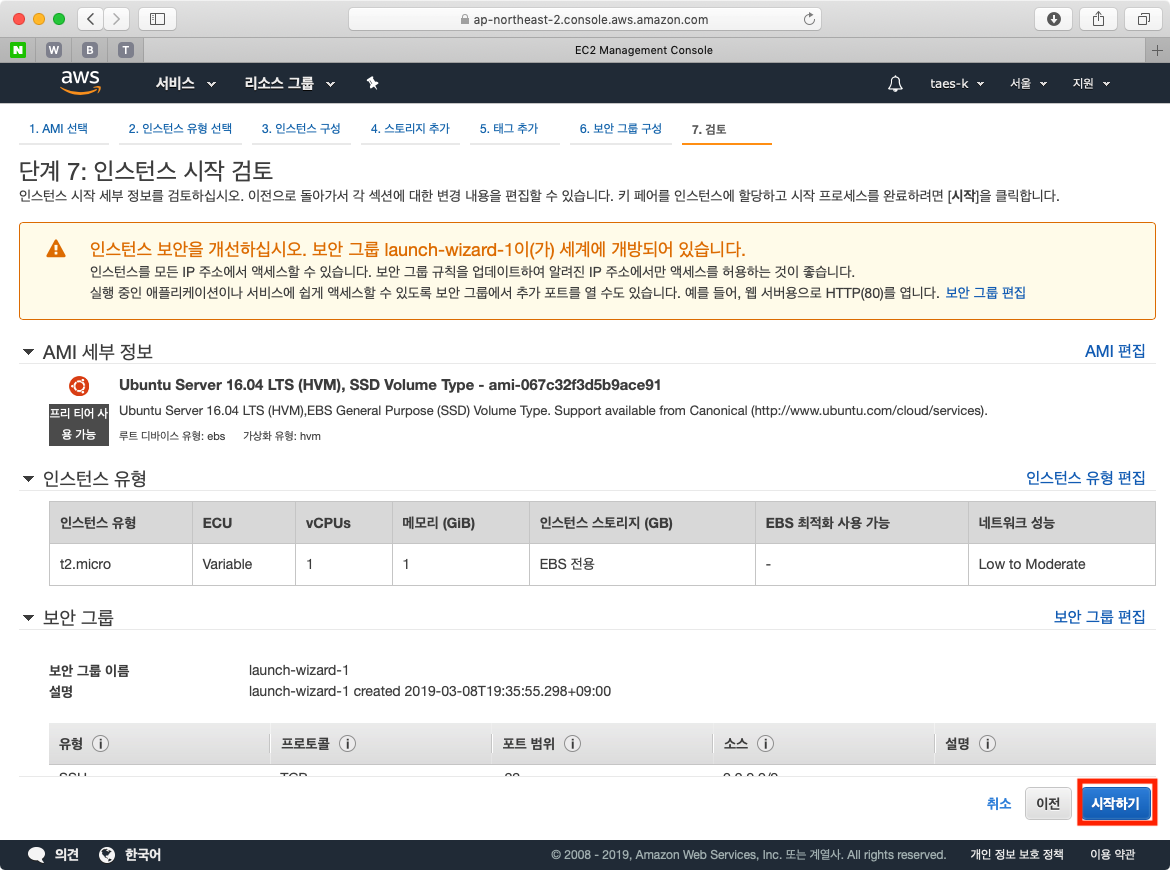 ap-northeast-2.console.aws.amazon.com
N W B T EC2 Management Console
aws 서비스 리소스 그룹 taes-k 서울 지원
1. AMI 선택 2. 인스턴스 유형 선택 3. 인스턴스 구성 4. 스토리지 추가 5. 태그 추가 6. 보안 그룹 구성 7. 검토
단계 7: 인스턴스 시작 검토
인스턴스 시작 세부 정보를 검토하십시오. 이전으로 돌아가서 각 섹션에 대한 변경 내용을 편집할 수 있습니다. 키 페어를 인스턴스에 할당하고 시작 프로세스를 완료하려면 [시작]을 클릭합니다.
인스턴스 보안을 개선하십시오. 보안 그룹 launch-wizard-1이(가) 세계에 개방되어 있습니다.
인스턴스를 모든 IP 주소에서 액세스할 수 있습니다. 보안 그룹 규칙을 업데이트하여 알려진 IP 주소에서만 액세스를 허용하는 것이 좋습니다.
실행 중인 애플리케이션이나 서비스에 쉽게 액세스할 수 있도록 보안 그룹에서 추가 포트를 열 수도 있습니다. 예를 들어, 웹 서버용으로 HTTP(80)를 엽니다. 보안 그룹 편집
AMI 세부 정보 AMI 편집
Ubuntu Server 16.04 LTS (HVM), SSD Volume Type - ami-067c32f3d5b9ace91
프리 티어 사
용 가능
Ubuntu Server 16.04 LTS (HVM),EBS General Purpose (SSD) Volume Type. Support available from Canonical (http://www.ubuntu.com/cloud/services).
루트 디바이스 유형: ebs 가상화 유형: hvm
인스턴스 유형 인스턴스 유형 편집
인스턴스 유형 ECU vCPUs 메모리 (GiB) 인스턴스 스토리지 (GB) EBS 최적화 사용 가능 네트워크 성능
t2.micro Variable 1 1 EBS 전용 - Low to Moderate
보안 그룹 보안 그룹 편집
보안 그룹 이름 launch-wizard-1
설명 launch-wizard-1 created 2019-03-08T19:35:55.298+09:00
유형 프로토콜 포트 범위 소스 설명
SSH TCP 22 0.0.0.0/0
취소 이전 시작하기
의견 한국어 © 2008 - 2019, Amazon Web Services, Inc. 또는 계열사. All rights reserved. 개인 정보 보호 정책 이용 약관